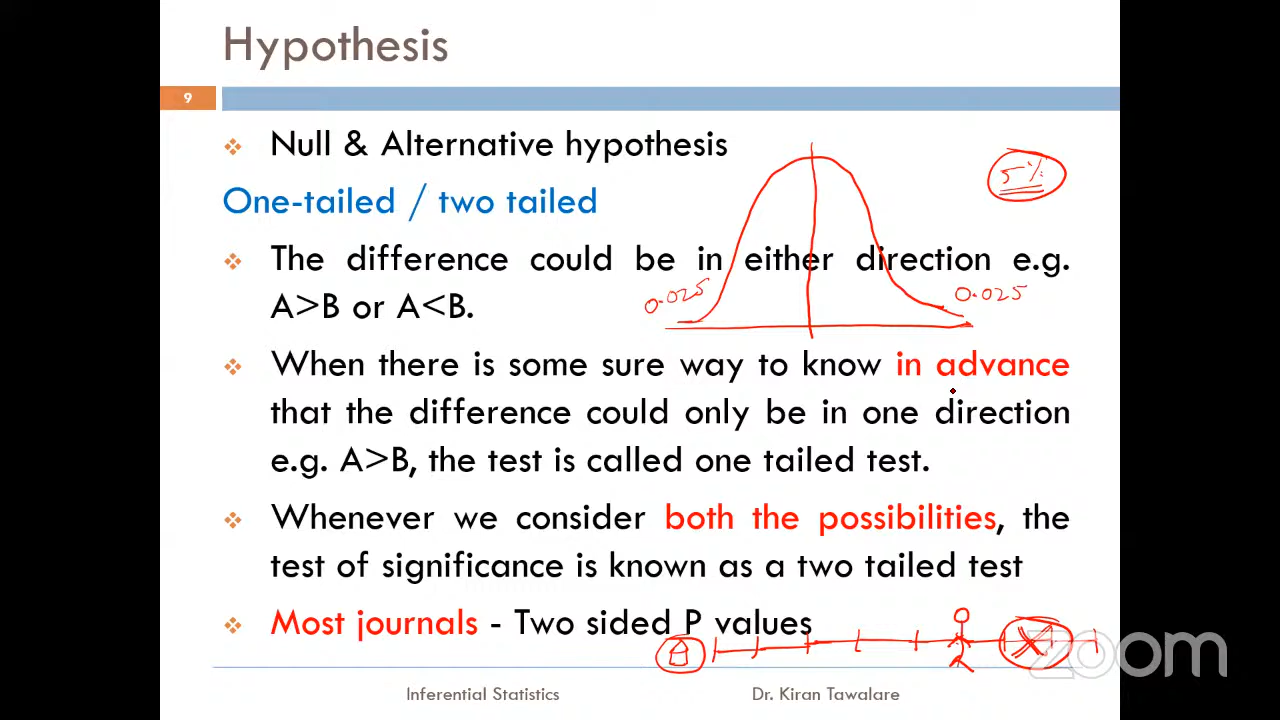 Hypothesis
9
❖ Null & Alternative hypothesis
5%
One-tailed / two tailed
❖ The difference could be in either direction e.g.
A>B or A<B.
0.025
0.025
❖ When there is some sure way to know in advance
that the difference could only be in one direction
e.g. A>B, the test is called one tailed test.
❖ Whenever we consider both the possibilities, the
test of significance is known as a two tailed test
❖ Most journals - Two sided P values
zoom
Inferential Statistics
Dr. Kiran Tawalare